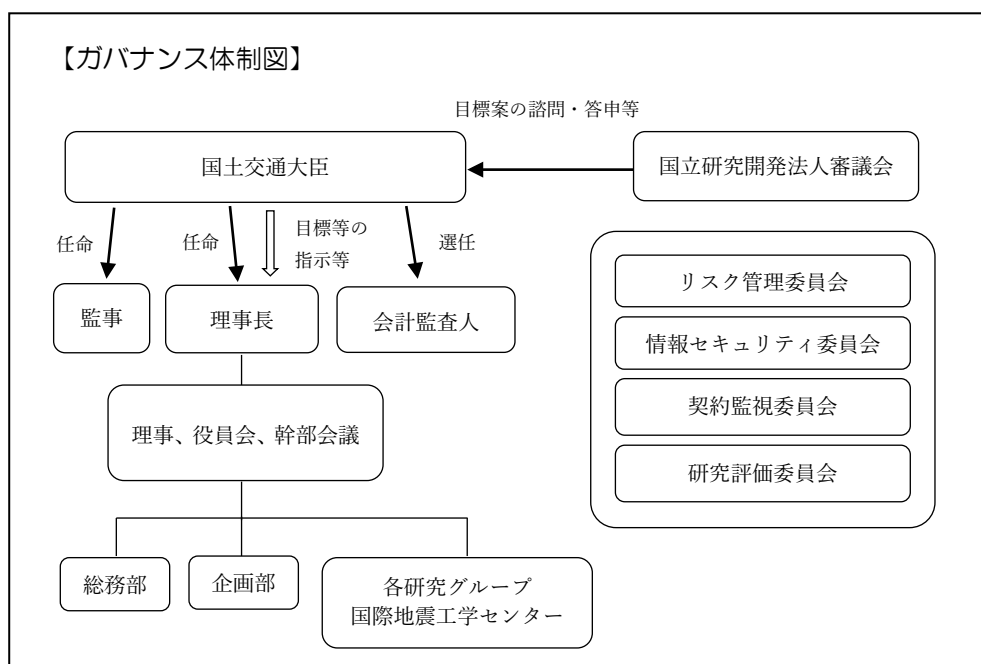 【ガバナンス体制図】
目標案の諮問・答申等
国土交通大臣
国立研究開発法人審議会
任命
任命
目標等の
指示等
選任
監事
理事長
会計監査人
リスク管理委員会
情報セキュリティ委員会
契約監視委員会
研究評価委員会
理事、役員会、幹部会議
総務部
企画部
各研究グループ
国際地震工学センター